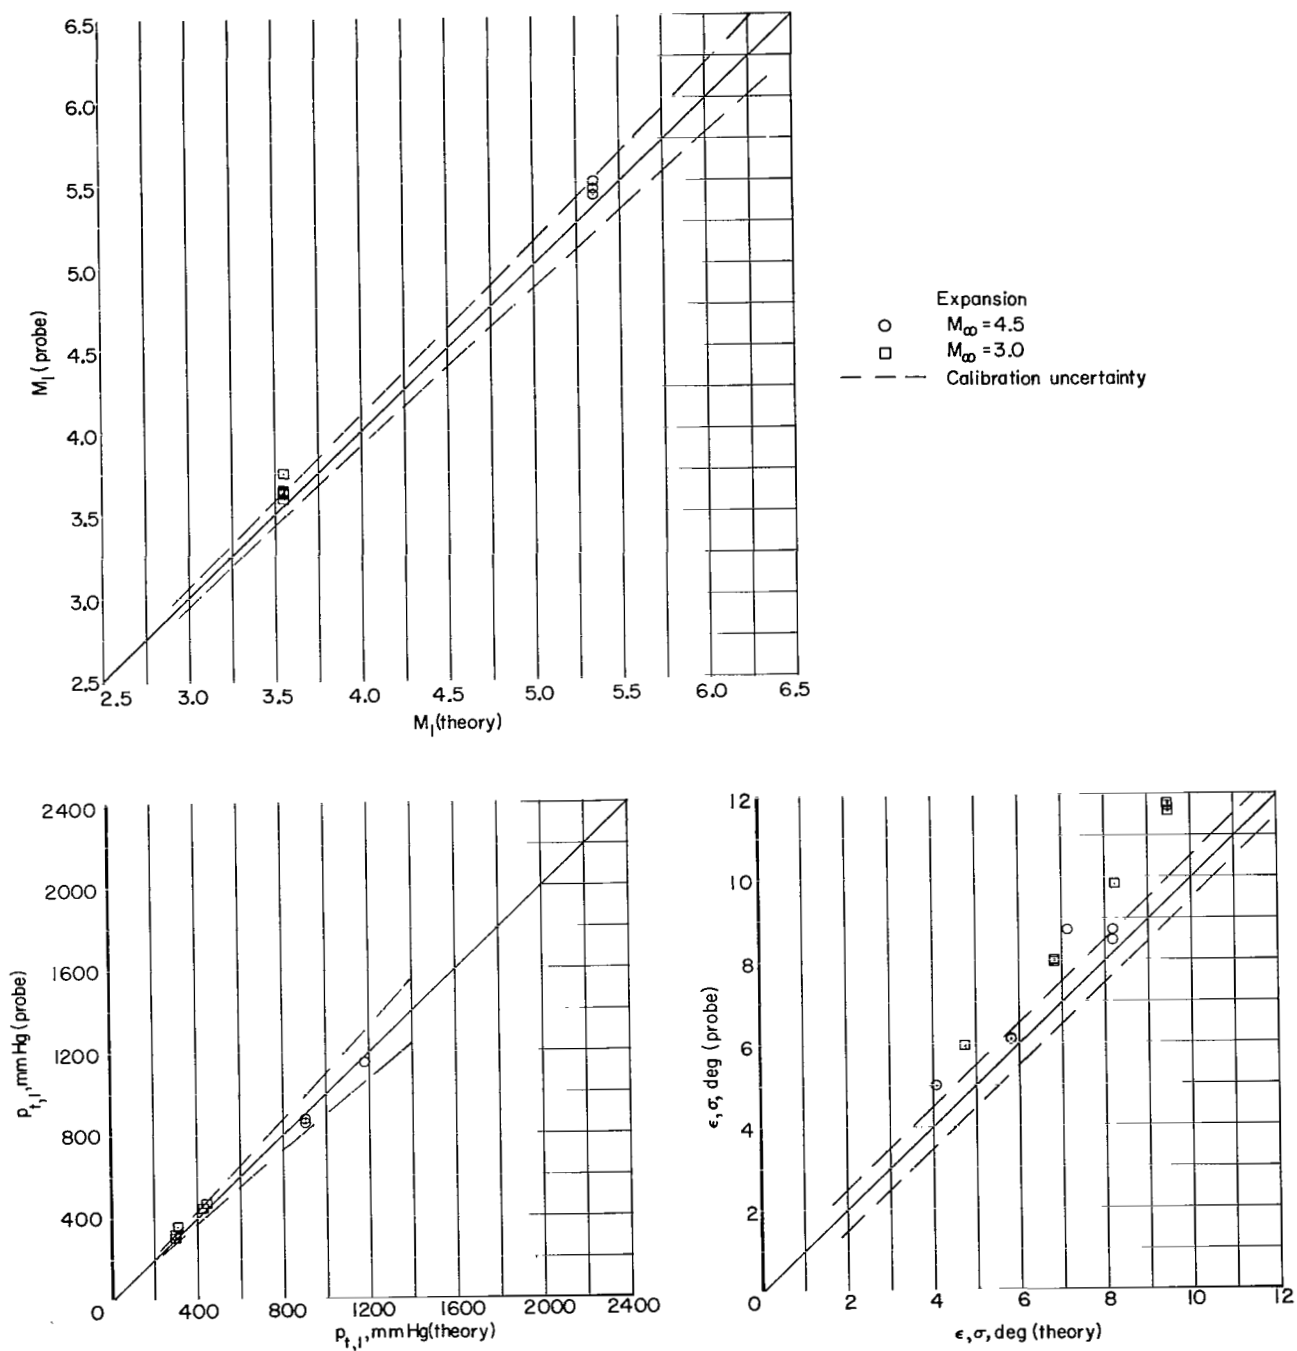 6.5
6.0
5.5
5.0
4.5
4.0
3.5
3.0
2.5
M₁ (probe)
2.5 3.0 3.5 4.0 4.5 5.0 5.5 6.0 6.5
M₁(theory)
Expansion
M∞ = 4.5
M∞ = 3.0
Calibration uncertainty
2400
2000
1600
1200
800
400
0
p t,1, mm Hg (probe)
400 800 1200 1600 2000 2400
p t,1, mm Hg(theory)
12
10
8
6
4
2
0
ϵ, σ, deg (probe)
2 4 6 8 10 12
ϵ, σ, deg (theory)